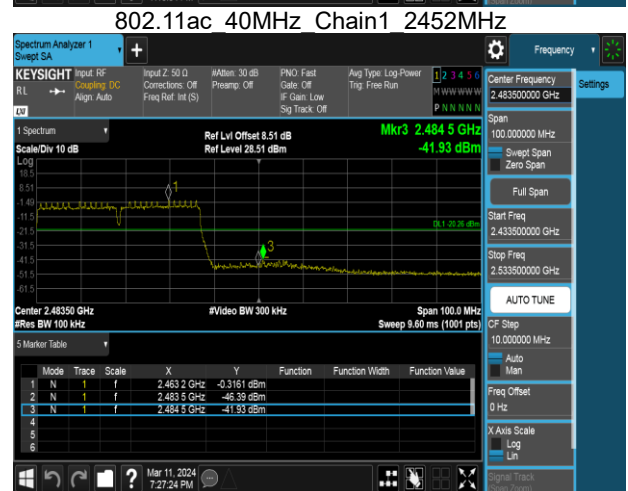 802.11ac_40MHz_Chain1_2452MHz
Spectrum Analyzer 1
Swept SA
Frequency
KEYSIGHT
RL
Input: RF
Coupling: DC
Align: Auto
Input Z: 50 Ω
Corrections: Off
Freq Ref: Int (S)
#Atten: 30 dB
Preamp: Off
PNO: Fast
Gate: Off
IF Gain: Low
Sig Track: Off
Avg Type: Log-Power
Trig: Free Run
1 2 3 4 5 6
M W W W W W
P N N N N N
Center Frequency
2.483500000 GHz
Settings
Span
100.000000 MHz
Swept Span
Zero Span
Full Span
Start Freq
2.433500000 GHz
Stop Freq
2.533500000 GHz
AUTO TUNE
CF Step
10.000000 MHz
Auto
Man
Freq Offset
0 Hz
X Axis Scale
Log
Lin
Signal Track
(Span Zoom)
1 Spectrum
Scale/Div 10 dB
Ref Lvl Offset 8.51 dB
Ref Level 28.51 dBm
Mkr3 2.484 5 GHz
-41.93 dBm
Log
18.5
8.51
-1.49
-11.5
-21.5
-31.5
-41.5
-51.5
-61.5
1
3
DL1 -20.26 dBm
Center 2.48350 GHz
#Res BW 100 kHz
#Video BW 300 kHz
Span 100.0 MHz
Sweep 9.60 ms (1001 pts)
5 Marker Table
Mode Trace Scale X Y Function Function Width Function Value
1 N 1 f 2.463 2 GHz -0.3161 dBm
2 N 1 f 2.483 5 GHz -46.39 dBm
3 N 1 f 2.484 5 GHz -41.93 dBm
4
5
6
?
Mar 11, 2024
7:27:24 PM